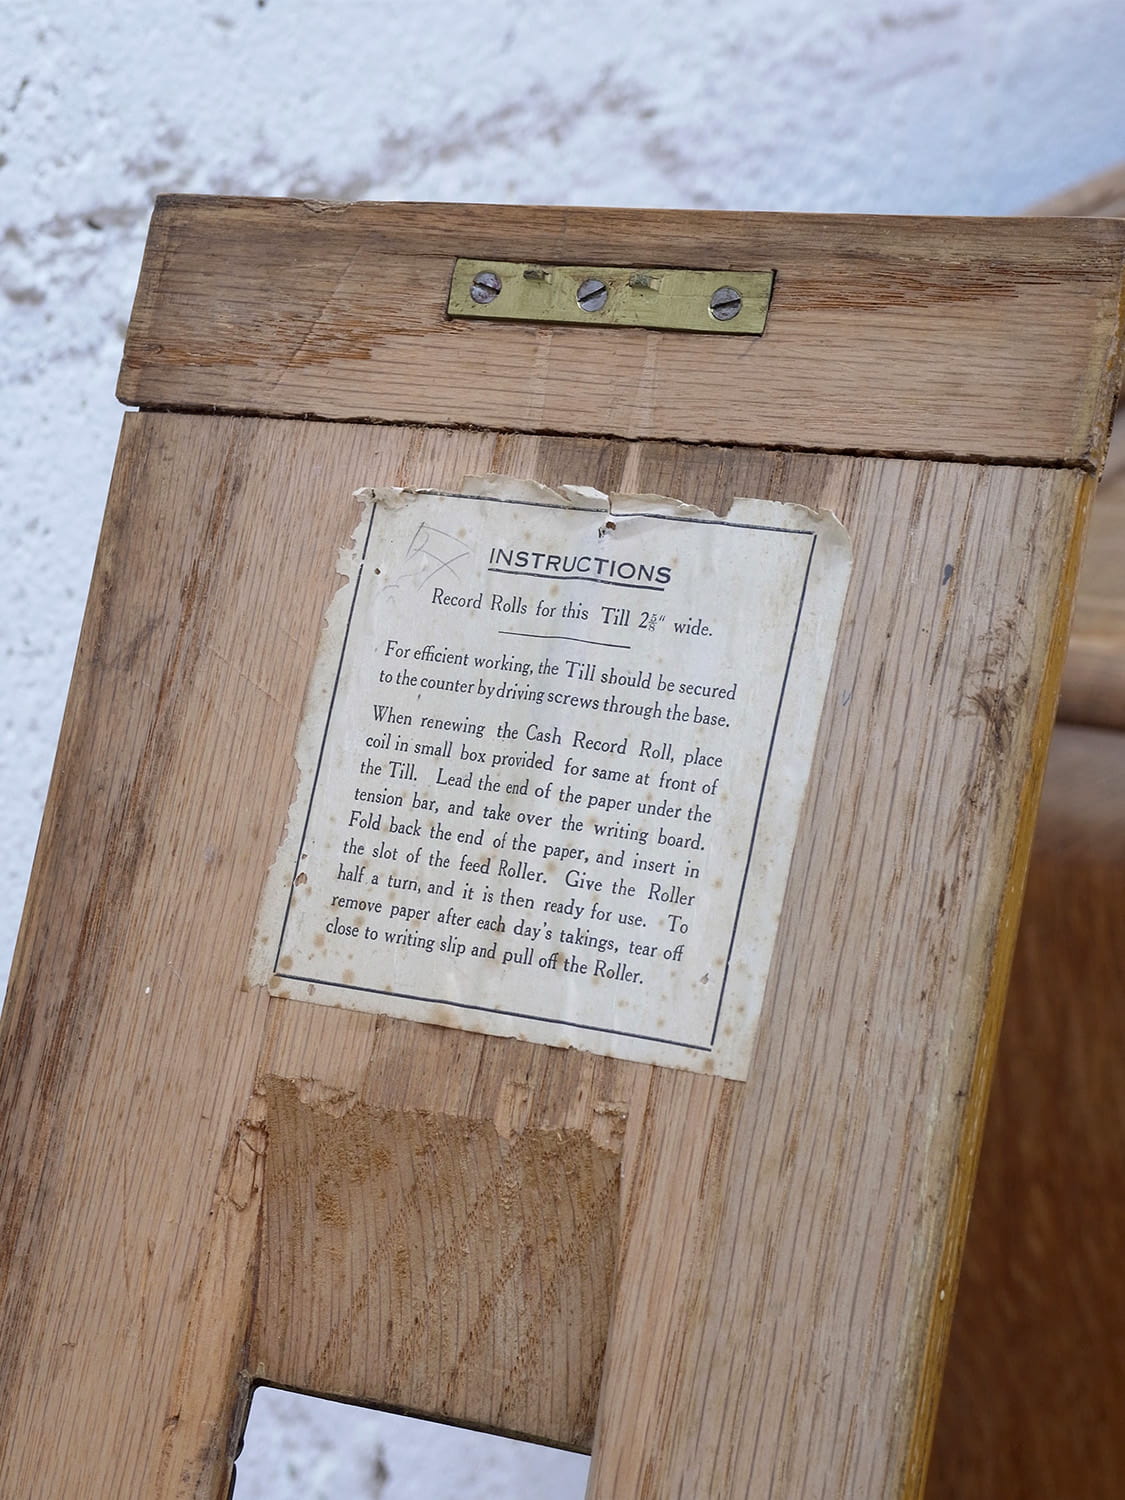 INSTRUCTIONS
Record Rolls for this Till 2⅝" wide.
For efficient working, the Till should be secured
to the counter by driving screws through the base.
When renewing the Cash Record Roll, place
coil in small box provided for same at front of
the Till. Lead the end of the paper under the
tension bar, and take over the writing board.
Fold back the end of the paper, and insert in
the slot of the feed Roller. Give the Roller
half a turn, and it is then ready for use. To
remove paper after each day's takings, tear off
close to writing slip and pull off the Roller.